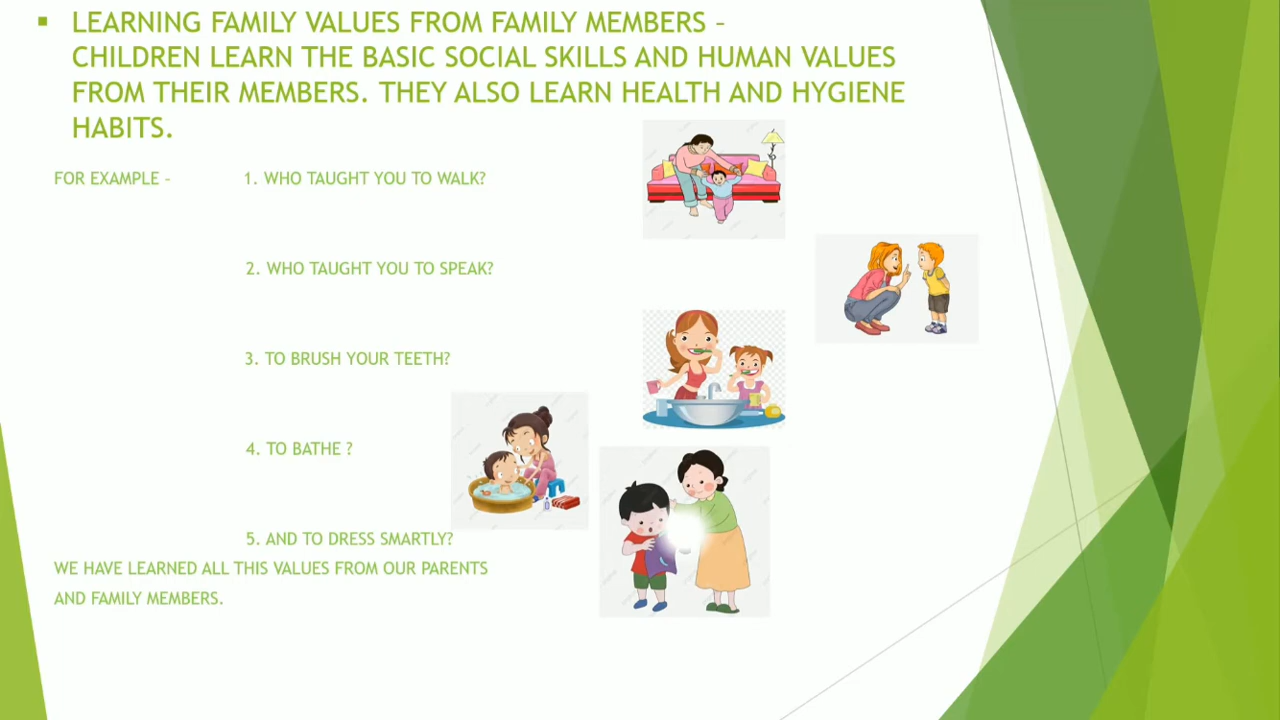 LEARNING FAMILY VALUES FROM FAMILY MEMBERS –
CHILDREN LEARN THE BASIC SOCIAL SKILLS AND HUMAN VALUES
FROM THEIR MEMBERS. THEY ALSO LEARN HEALTH AND HYGIENE
HABITS.
FOR EXAMPLE – 1. WHO TAUGHT YOU TO WALK?
2. WHO TAUGHT YOU TO SPEAK?
3. TO BRUSH YOUR TEETH?
4. TO BATHE ?
5. AND TO DRESS SMARTLY?
WE HAVE LEARNED ALL THIS VALUES FROM OUR PARENTS
AND FAMILY MEMBERS.